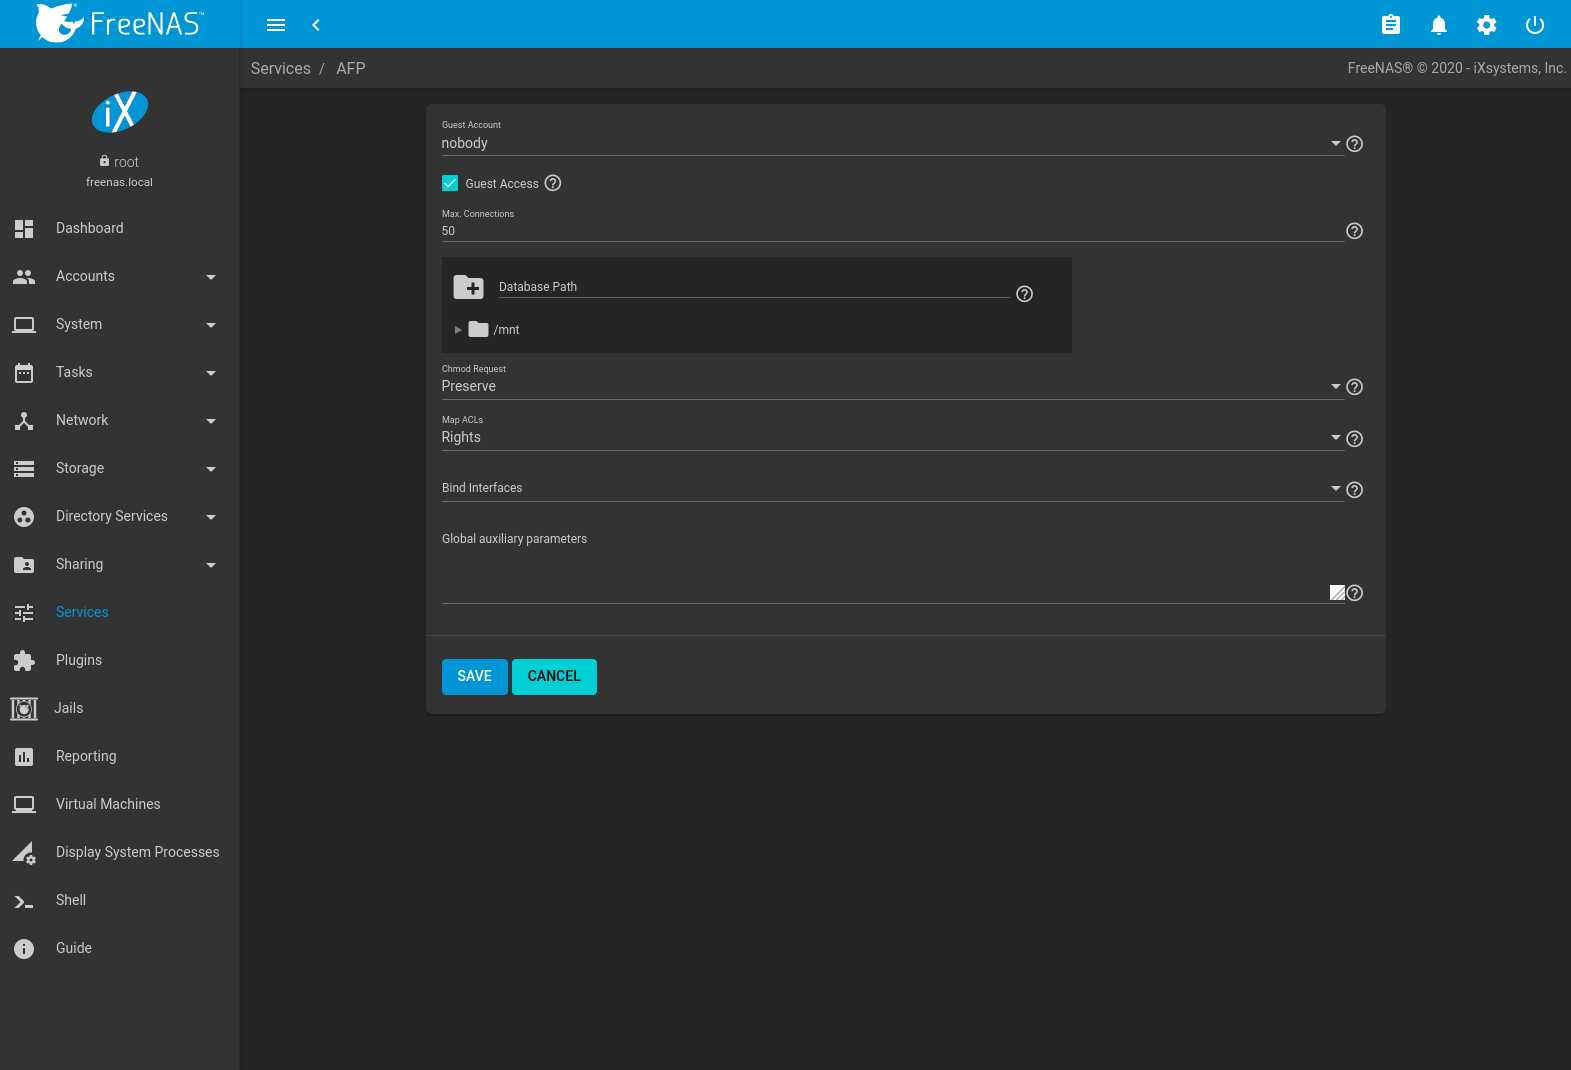 FreeNAS™
Services / AFP
FreeNAS® © 2020 - iXsystems, Inc.
iX
root
freenas.local
Dashboard
Accounts
System
Tasks
Network
Storage
Directory Services
Sharing
Services
Plugins
Jails
Reporting
Virtual Machines
Display System Processes
Shell
Guide
Guest Account
nobody
Guest Access
Max. Connections
50
Database Path
/mnt
Chmod Request
Preserve
Map ACLs
Rights
Bind Interfaces
Global auxiliary parameters
SAVE CANCEL